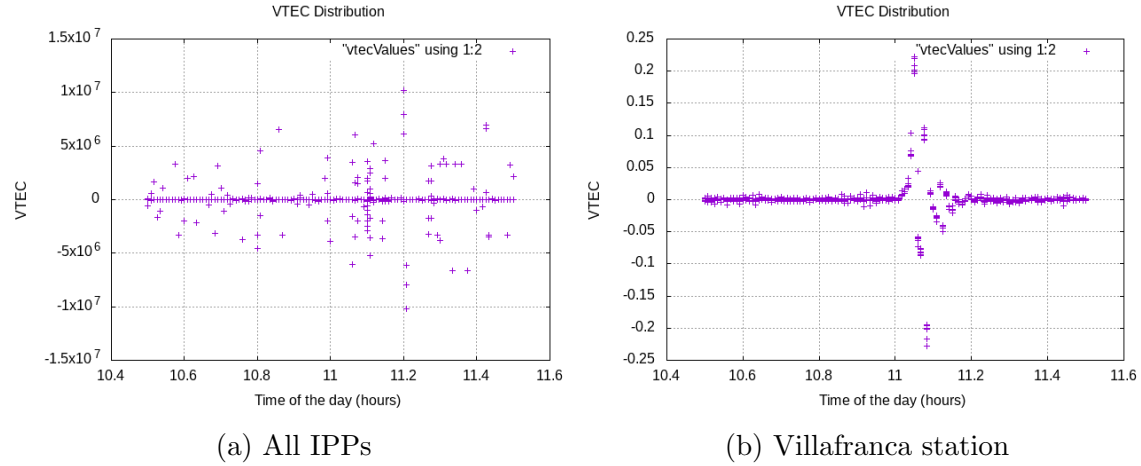 VTEC Distribution
"vtecValues" using 1:2
1.5x10^7
1x10^7
5x10^6
0
-5x10^6
-1x10^7
-1.5x10^7
VTEC
10.4 10.6 10.8 11 11.2 11.4 11.6
Time of the day (hours)
(a) All IPPs
VTEC Distribution
"vtecValues" using 1:2
0.25
0.2
0.15
0.1
0.05
0
-0.05
-0.1
-0.15
-0.2
-0.25
VTEC
10.4 10.6 10.8 11 11.2 11.4 11.6
Time of the day (hours)
(b) Villafranca station